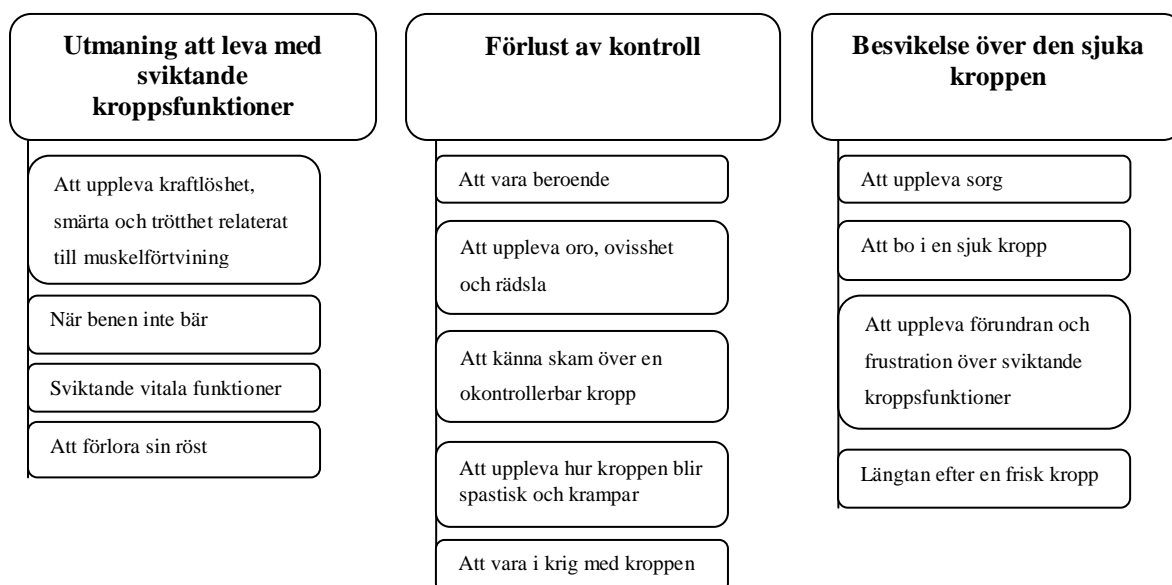 Utmaning att leva med
sviktande
kroppsfunktioner
Att uppleva kraftlöshet,
smärta och trötthet relaterat
till muskelförtvining
När benen inte bär
Sviktande vitala funktioner
Att förlora sin röst
Förlust av kontroll
Att vara beroende
Att uppleva oro, ovisshet
och rädsla
Att känna skam över en
okontrollerbar kropp
Att uppleva hur kroppen blir
spastisk och krampar
Att vara i krig med kroppen
Besvikelse över den sjuka
kroppen
Att uppleva sorg
Att bo i en sjuk kropp
Att uppleva förundran och
frustration över sviktande
kroppsfunktioner
Längtan efter en frisk kropp